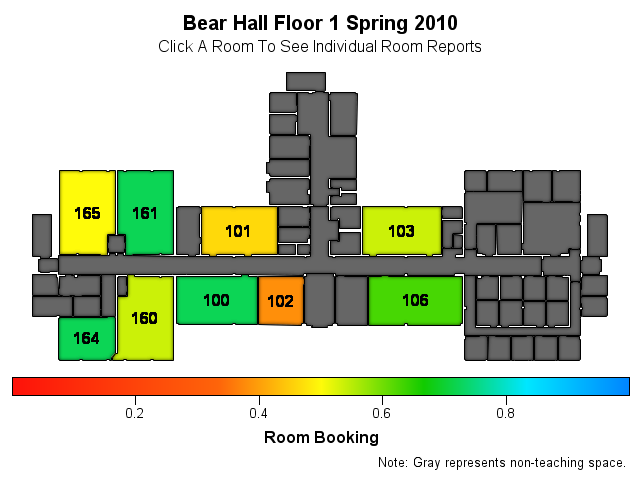 Bear Hall Floor 1 Spring 2010
Click A Room To See Individual Room Reports
165
161
101
103
100
102
106
160
164
0.2 0.4 0.6 0.8
Room Booking
Note: Gray represents non-teaching space.